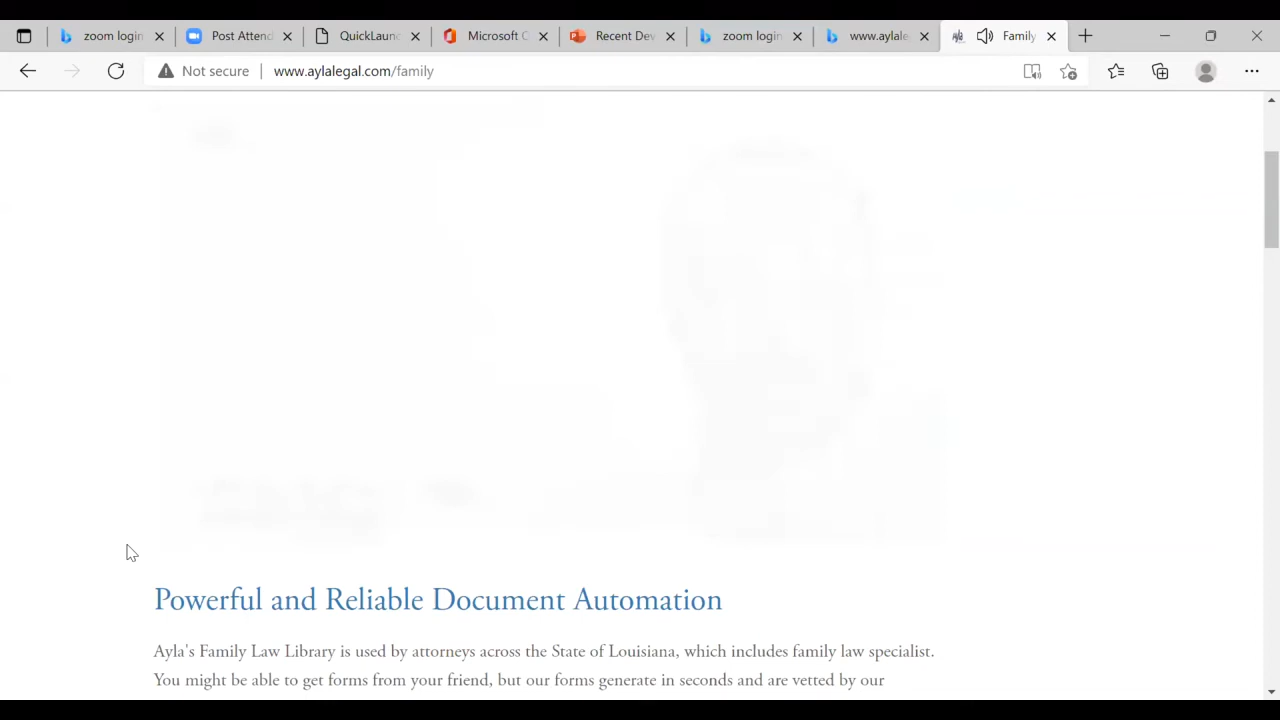 zoom login
Post Attend
QuickLaunc
Microsoft O
Recent Dev
zoom login
www.aylale
Family
Not secure
www.aylalegal.com/family
Powerful and Reliable Document Automation
Ayla's Family Law Library is used by attorneys across the State of Louisiana, which includes family law specialist.
You might be able to get forms from your friend, but our forms generate in seconds and are vetted by our